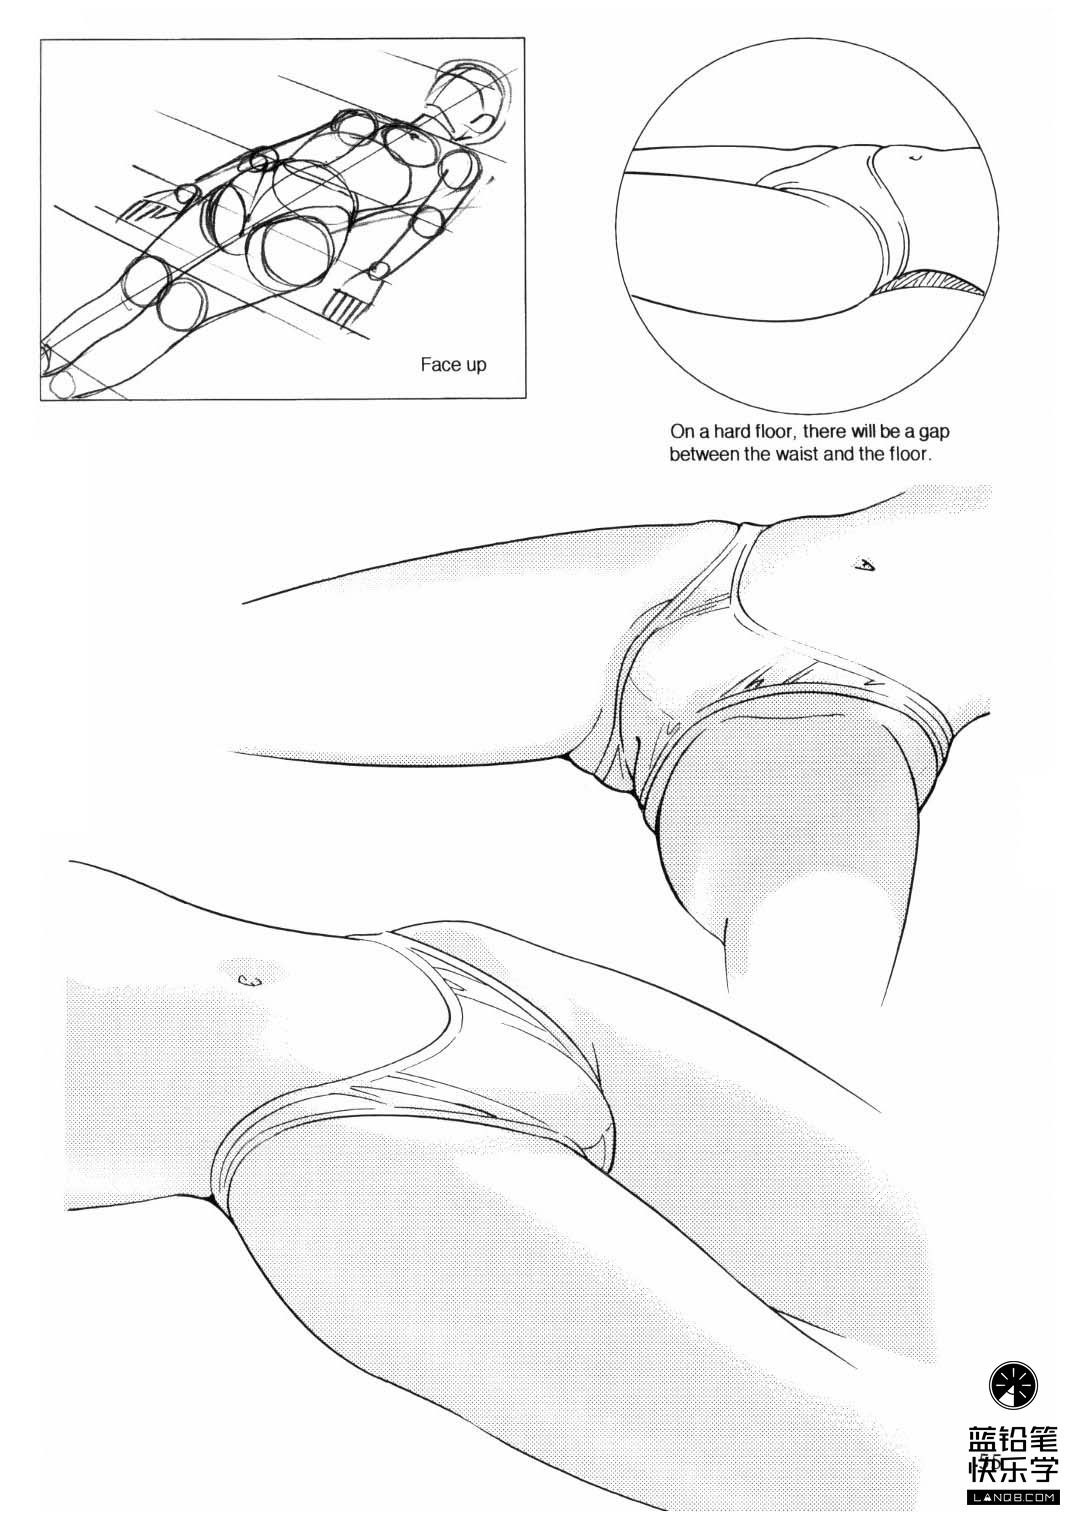 Face up
On a hard floor, there will be a gap
between the waist and the floor.
蓝铅笔
55
快乐学
LANQB.COM